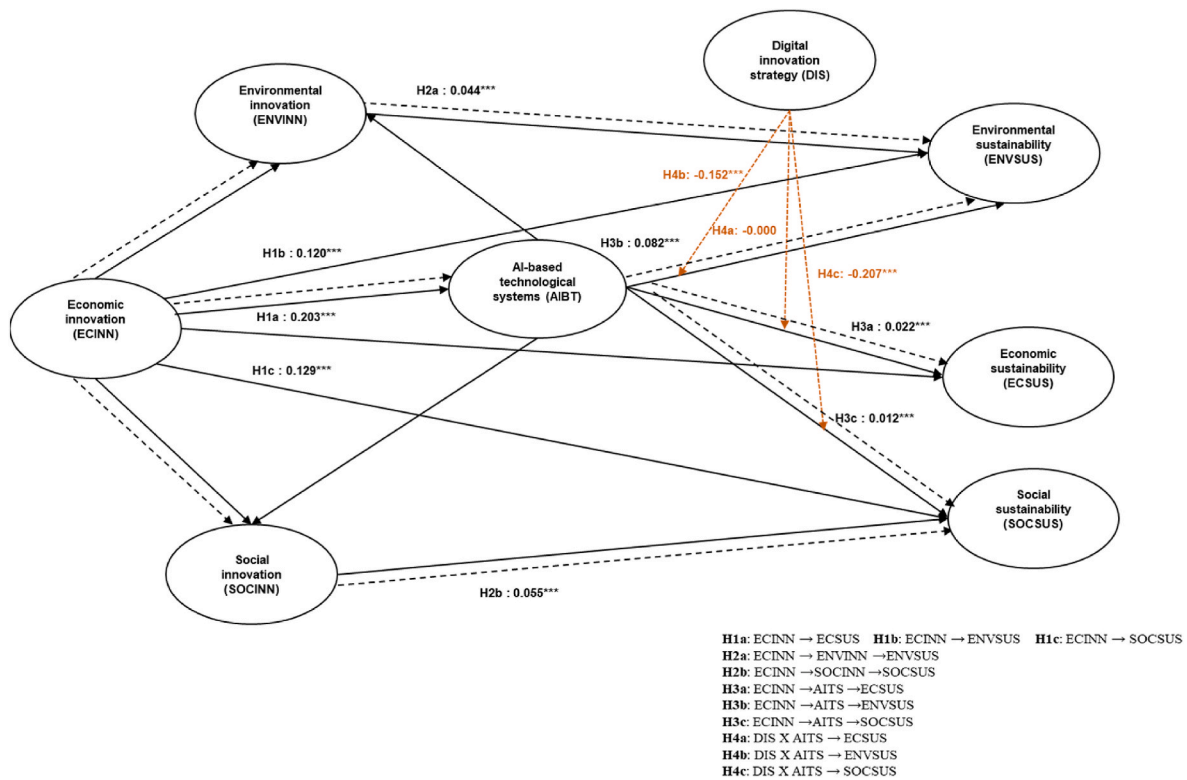 Digital
innovation
strategy (DIS)
Environmental
innovation
(ENVINN)
H2a : 0.044***
Environmental
sustainability
(ENVSUS)
H4b: -0.152***
H4a: -0.000
H3b : 0.082***
H1b : 0.120***
AI-based
technological
systems (AIBT)
H4c: -0.207***
Economic
innovation
(ECINN)
H1a : 0.203***
H3a : 0.022***
Economic
sustainability
(ECSUS)
H1c : 0.129***
H3c : 0.012***
Social
sustainability
(SOCSUS)
Social
innovation
(SOCINN)
H2b : 0.055***
H1a: ECINN → ECSUS H1b: ECINN → ENVSUS H1c: ECINN → SOCSUS
H2a: ECINN → ENVINN →ENVSUS
H2b: ECINN →SOCINN →SOCSUS
H3a: ECINN →AITS →ECSUS
H3b: ECINN →AITS →ENVSUS
H3c: ECINN →AITS →SOCSUS
H4a: DIS X AITS → ECSUS
H4b: DIS X AITS → ENVSUS
H4c: DIS X AITS → SOCSUS